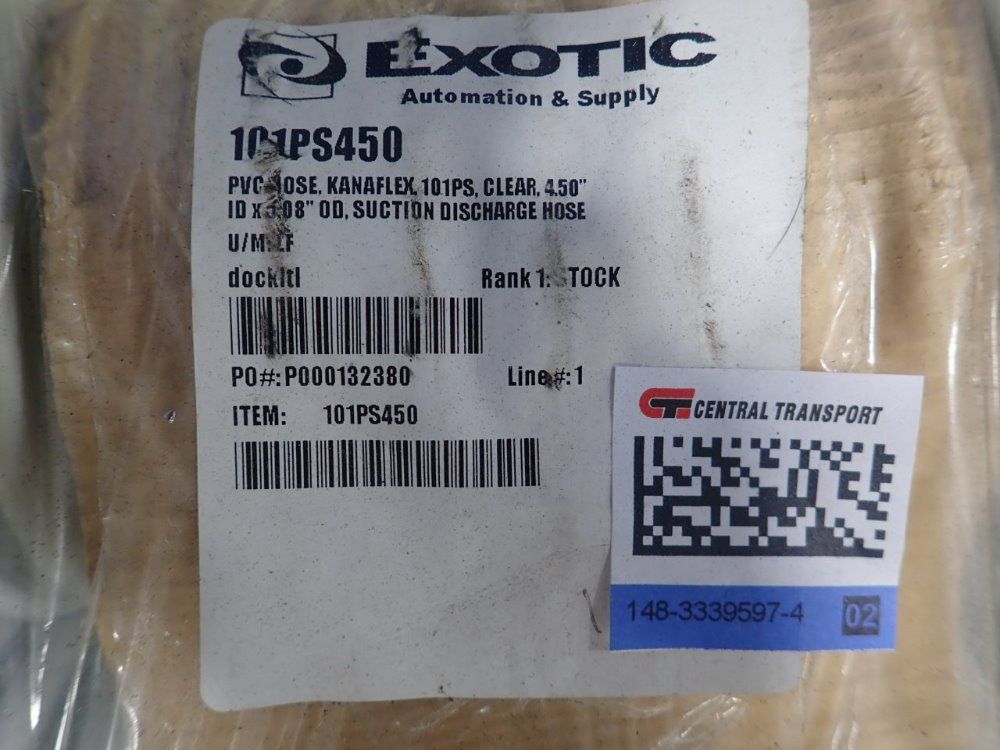 EXOTIC
Automation & Supply
101PS450
PVC HOSE, KANAFLEX, 101PS, CLEAR, 4.50"
ID x 5.08" OD, SUCTION DISCHARGE HOSE
U/M: LF
dockltl Rank 1: STOCK
PO#: P000132380 Line#: 1
ITEM: 101PS450
CT CENTRAL TRANSPORT
148-3339597-4 02